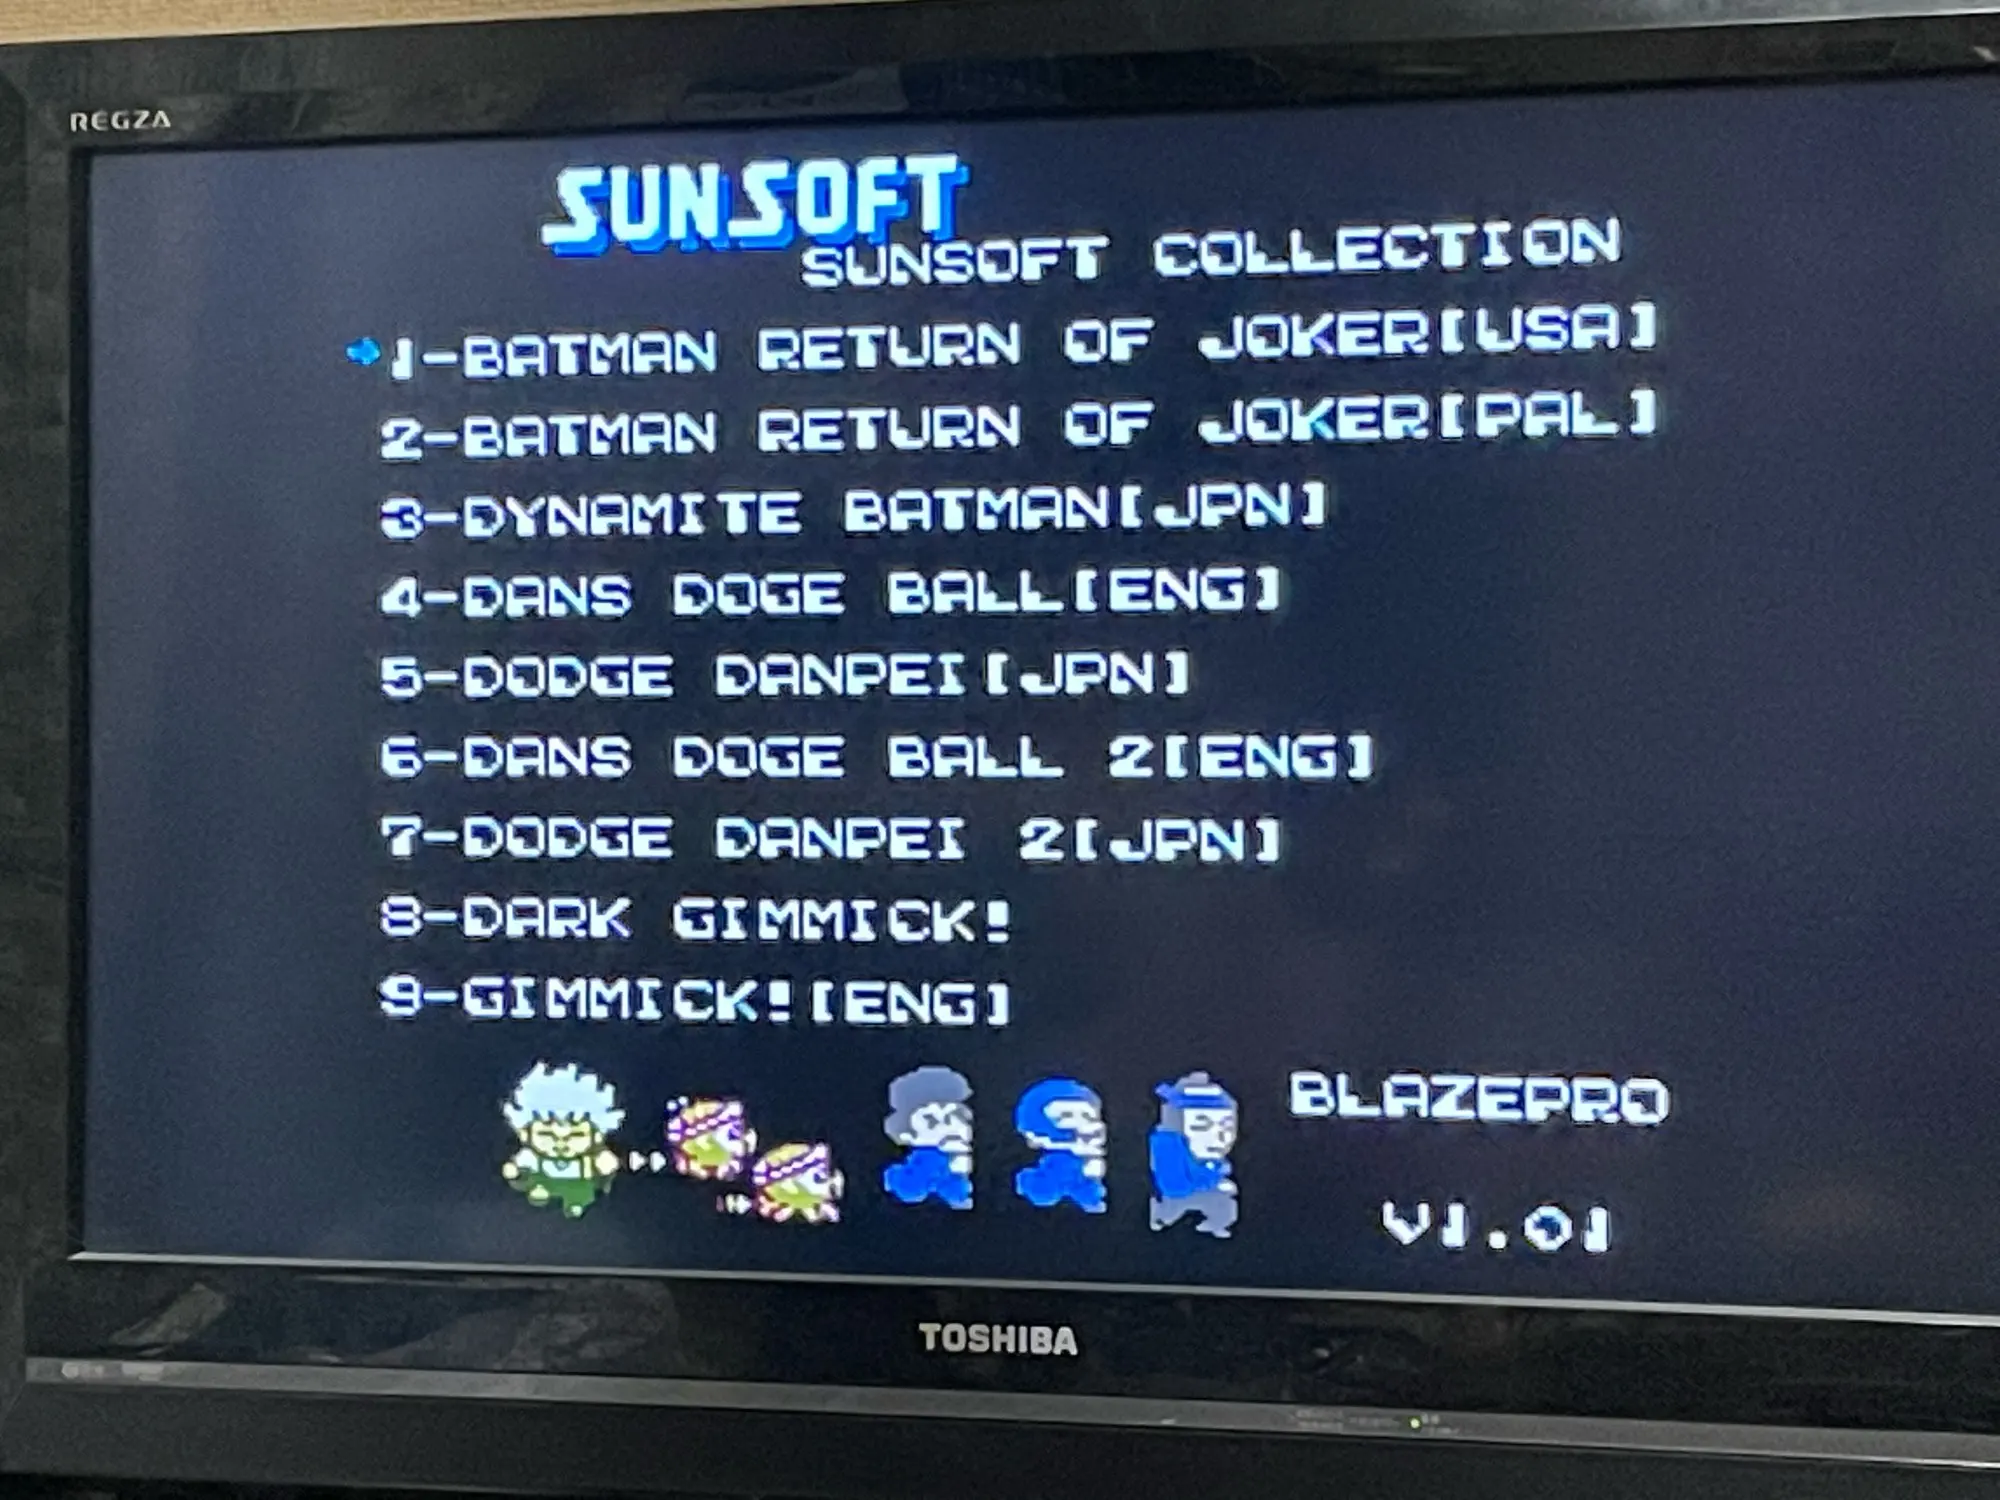 REGZA
SUNSOFT
SUNSOFT COLLECTION
1-BATMAN RETURN OF JOKER[USA]
2-BATMAN RETURN OF JOKER[PAL]
3-DYNAMITE BATMAN[JPN]
4-DANS DOGE BALL[ENG]
5-DODGE DANPEI[JPN]
6-DANS DOGE BALL 2[ENG]
7-DODGE DANPEI 2[JPN]
8-DARK GIMMICK!
9-GIMMICK![ENG]
BLAZEPRO
V1.01
TOSHIBA